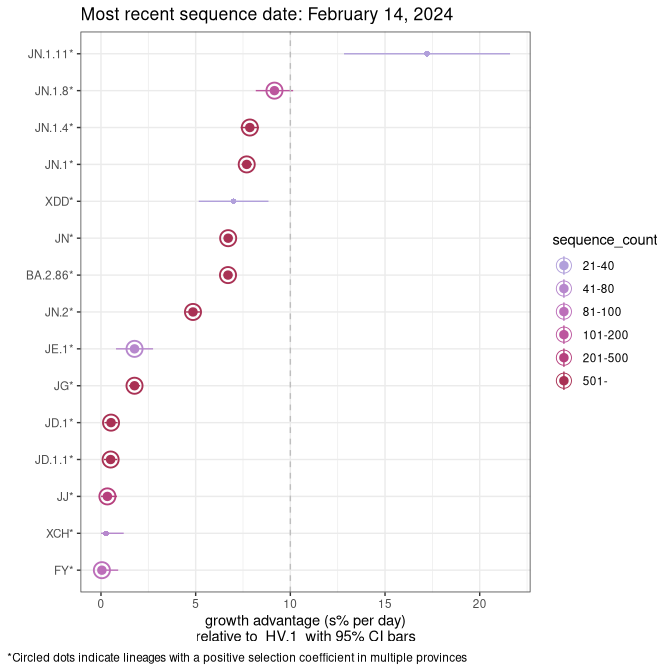 Most recent sequence date: February 14, 2024
JN.1.11*
JN.1.8*
JN.1.4*
JN.1*
XDD*
JN*
BA.2.86*
JN.2*
JE.1*
JG*
JD.1*
JD.1.1*
JJ*
XCH*
FY*
0 5 10 15 20
growth advantage (s% per day)
relative to HV.1 with 95% CI bars
sequence_count
21-40
41-80
81-100
101-200
201-500
501-
*Circled dots indicate lineages with a positive selection coefficient in multiple provinces